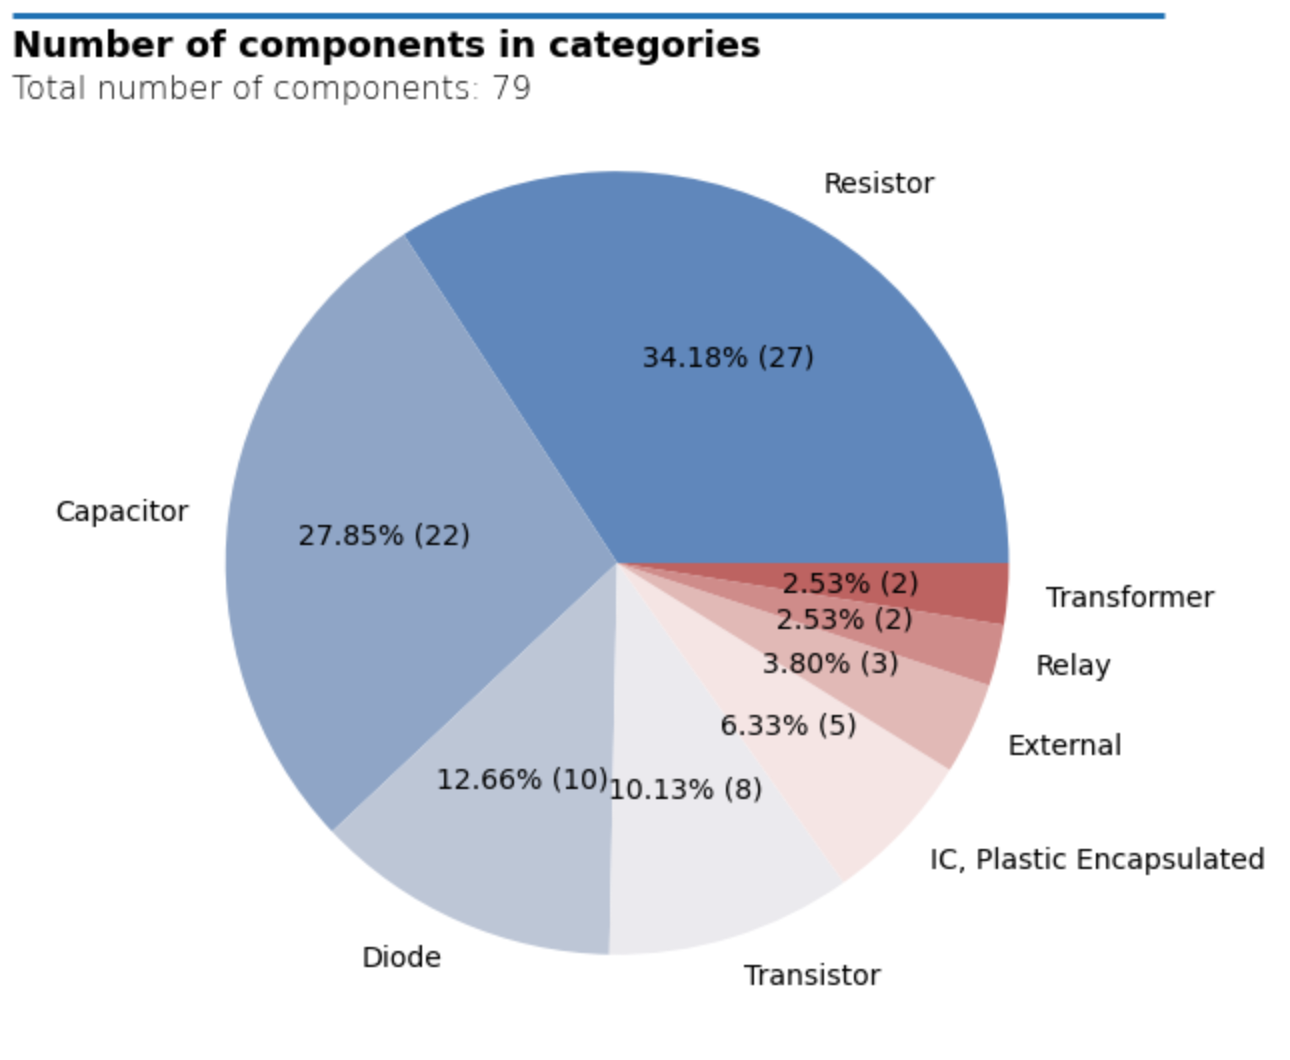 Number of components in categories
Total number of components: 79
Resistor
34.18% (27)
Capacitor
27.85% (22)
2.53% (2)
Transformer
2.53% (2)
Relay
3.80% (3)
External
6.33% (5)
12.66% (10)
10.13% (8)
IC, Plastic Encapsulated
Diode
Transistor